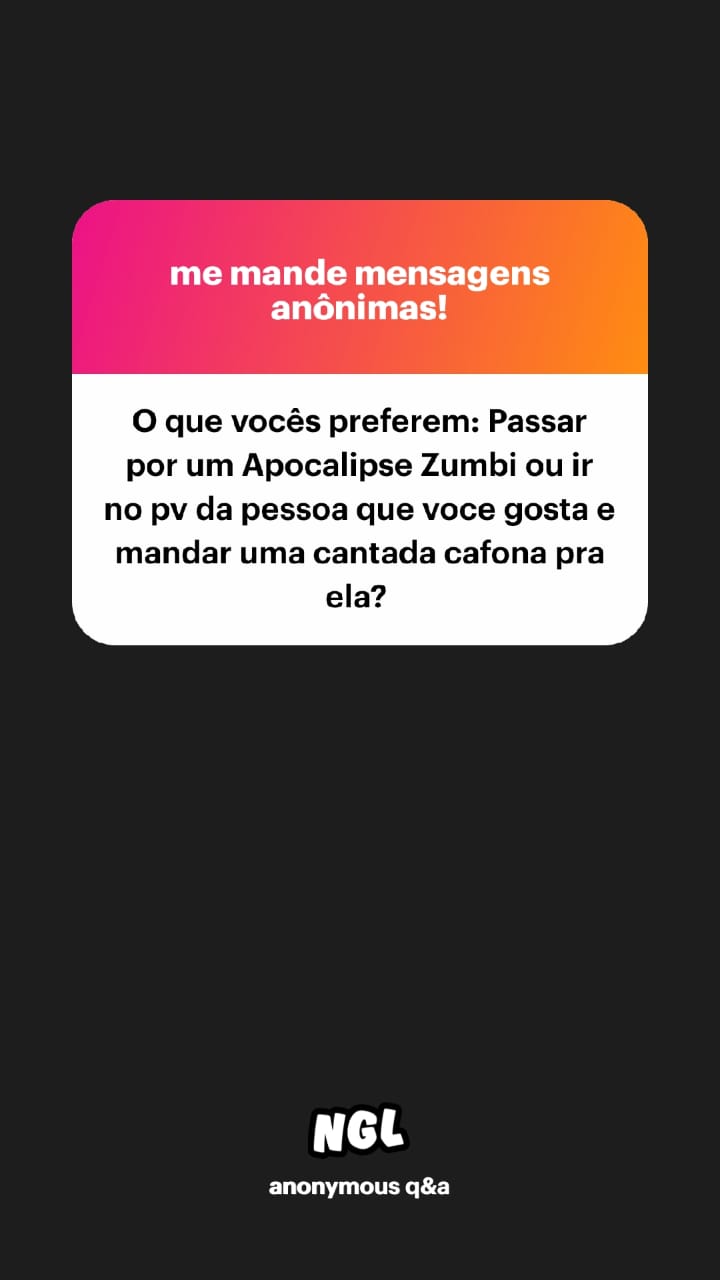 me mande mensagens
anônimas!
O que vocês preferem: Passar
por um Apocalipse Zumbi ou ir
no pv da pessoa que voce gosta e
mandar uma cantada cafona pra
ela?
NGL
anonymous q&a